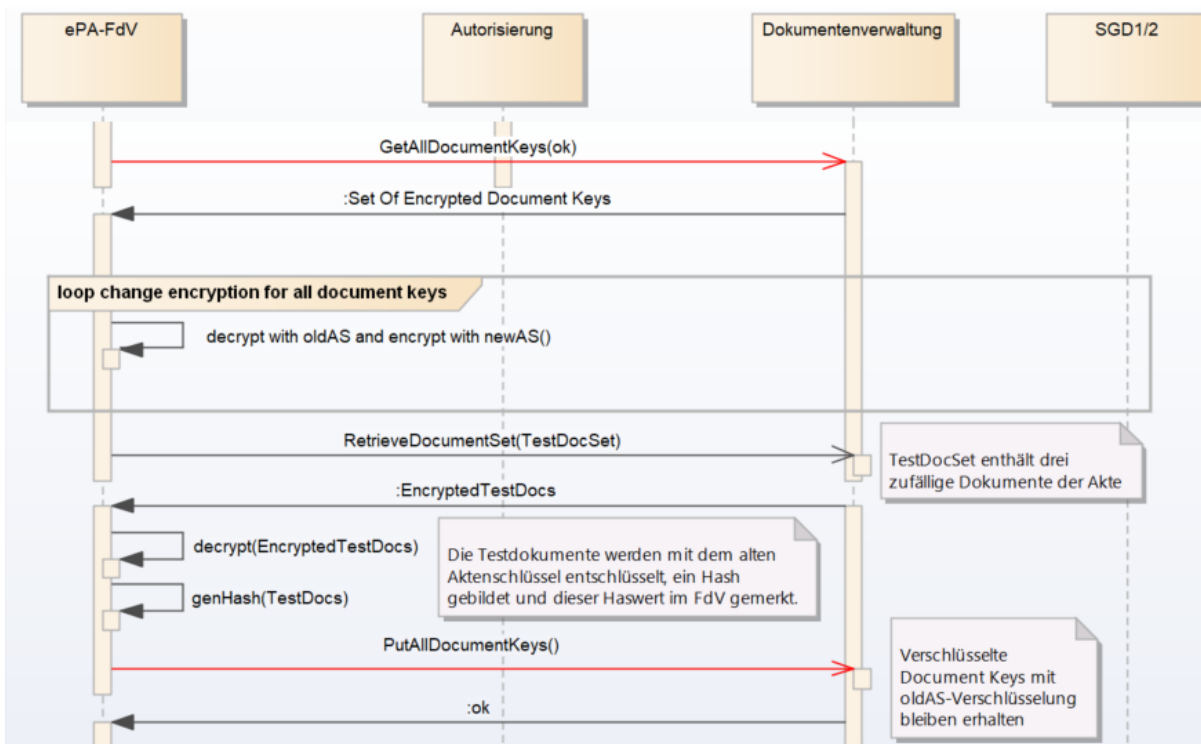 ePA-FdV
Autorisierung
Dokumentenverwaltung
SGD1/2
GetAllDocumentKeys(ok)
:Set Of Encrypted Document Keys
loop change encryption for all document keys
decrypt with oldAS and encrypt with newAS()
RetrieveDocumentSet(TestDocSet)
TestDocSet enthält drei
zufällige Dokumente der Akte
:EncryptedTestDocs
decrypt(EncryptedTestDocs)
Die Testdokumente werden mit dem alten
Aktenschlüssel entschlüsselt, ein Hash
gebildet und dieser Haswert im FdV gemerkt.
genHash(TestDocs)
PutAllDocumentKeys()
Verschlüsselte
Document Keys mit
oldAS-Verschlüsselung
bleiben erhalten
:ok